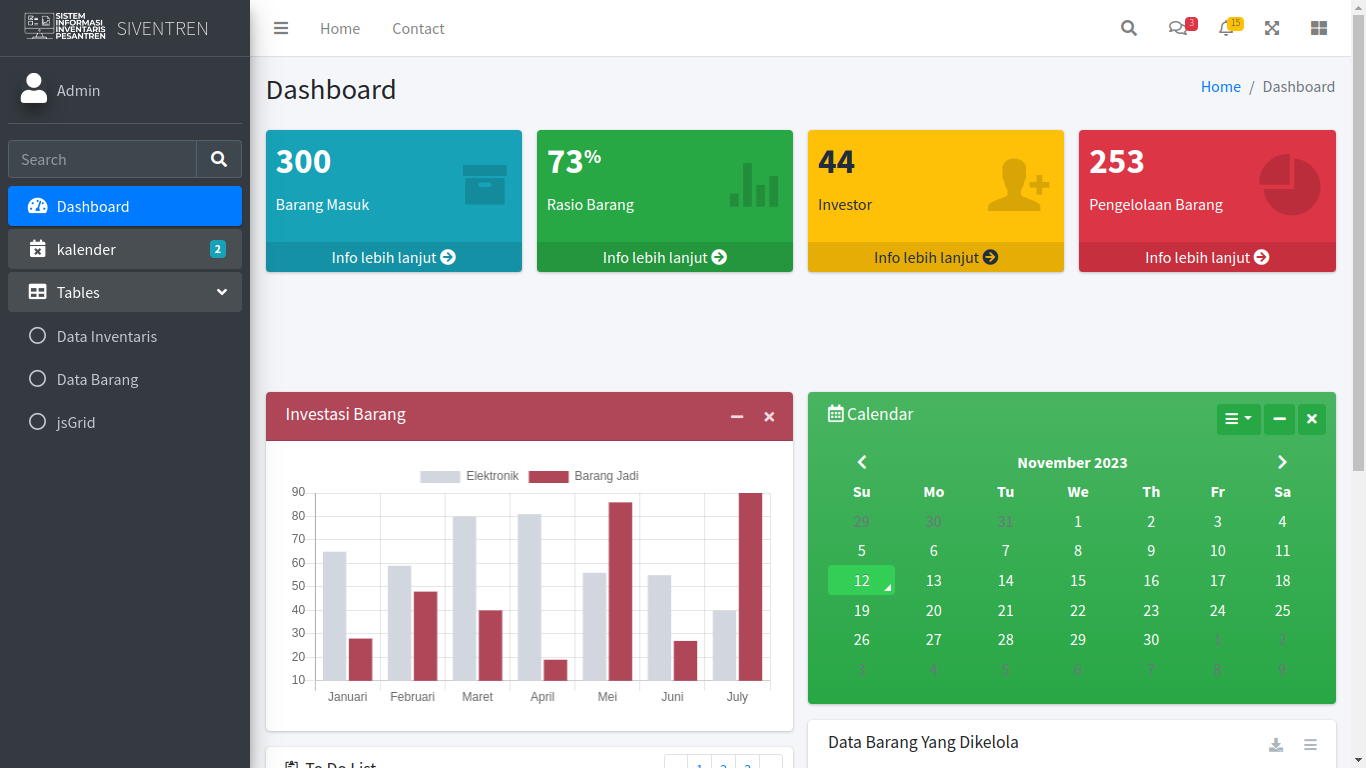 SISTEM
INFORMASI
INVENTARIS
PESANTREN
SIVENTREN
Home
Contact
3
15
Admin
Search
Dashboard
kalender
2
Tables
Data Inventaris
Data Barang
jsGrid
Dashboard
Home / Dashboard
300
Barang Masuk
Info lebih lanjut
73%
Rasio Barang
Info lebih lanjut
44
Investor
Info lebih lanjut
253
Pengelolaan Barang
Info lebih lanjut
Investasi Barang
Elektronik
Barang Jadi
90
80
70
60
50
40
30
20
10
Januari Februari Maret April Mei Juni July
Calendar
November 2023
Su Mo Tu We Th Fr Sa
29 30 31 1 2 3 4
5 6 7 8 9 10 11
12 13 14 15 16 17 18
19 20 21 22 23 24 25
26 27 28 29 30 1 2
3 4 5 6 7 8 9
To Do List
1 2 3
Data Barang Yang Dikelola